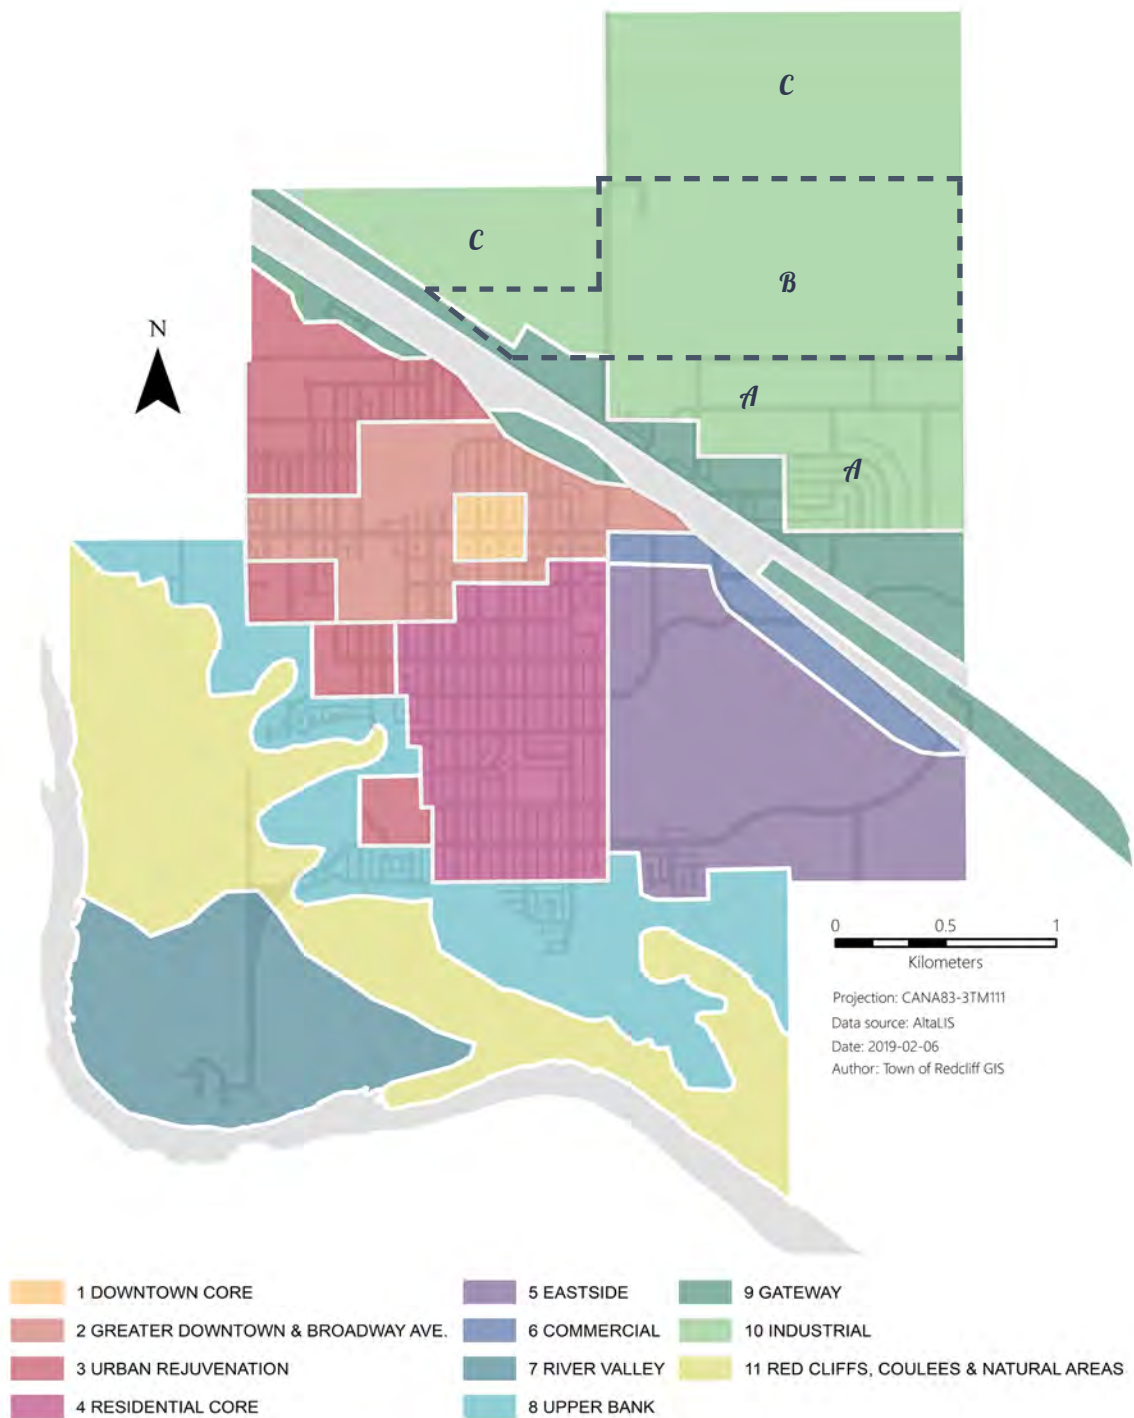 C
C
B
N
A
A
0 0.5 1
Kilometers
Projection: CANA83-3TM111
Data source: AltaLIS
Date: 2019-02-06
Author: Town of Redcliff GIS
1 DOWNTOWN CORE
2 GREATER DOWNTOWN & BROADWAY AVE.
3 URBAN REJUVENATION
4 RESIDENTIAL CORE
5 EASTSIDE
6 COMMERCIAL
7 RIVER VALLEY
8 UPPER BANK
9 GATEWAY
10 INDUSTRIAL
11 RED CLIFFS, COULEES & NATURAL AREAS